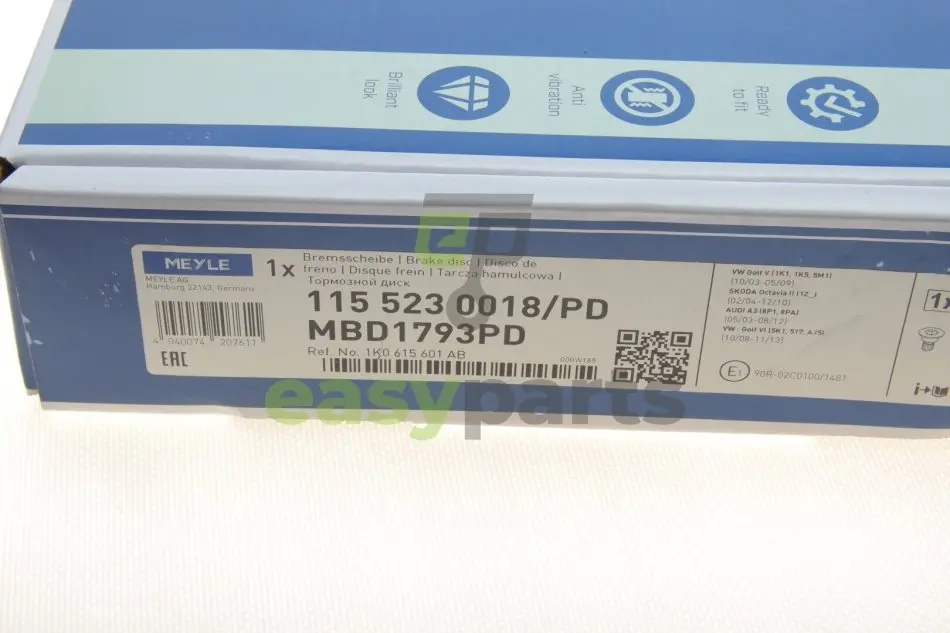 Brilliant
look
Anti
vibration
Ready
to fit
MEYLE
MEYLE AG
Hamburg 22143, Germany
4 040074 207611
EAC
1x
Bremsscheibe | Brake disc | Disco de
freno | Disque frein | Tarcza hamulcowa |
Тормозной диск
115 523 0018/PD
MBD1793PD
Ref. No. 1K0 615 601 AB
000W185
VW Golf V (1K1, 1K5, 5M1)
(10/03-05/09)
SKODA Octavia II (1Z_)
(02/04-12/10)
AUDI A3 (8P1, 8PA)
(05/03-08/12)
VW : Golf VI (5K1, 517, AJ5)
(10/08-11/13)
E1 90R-02C0100/1481
1x
i
easyparts